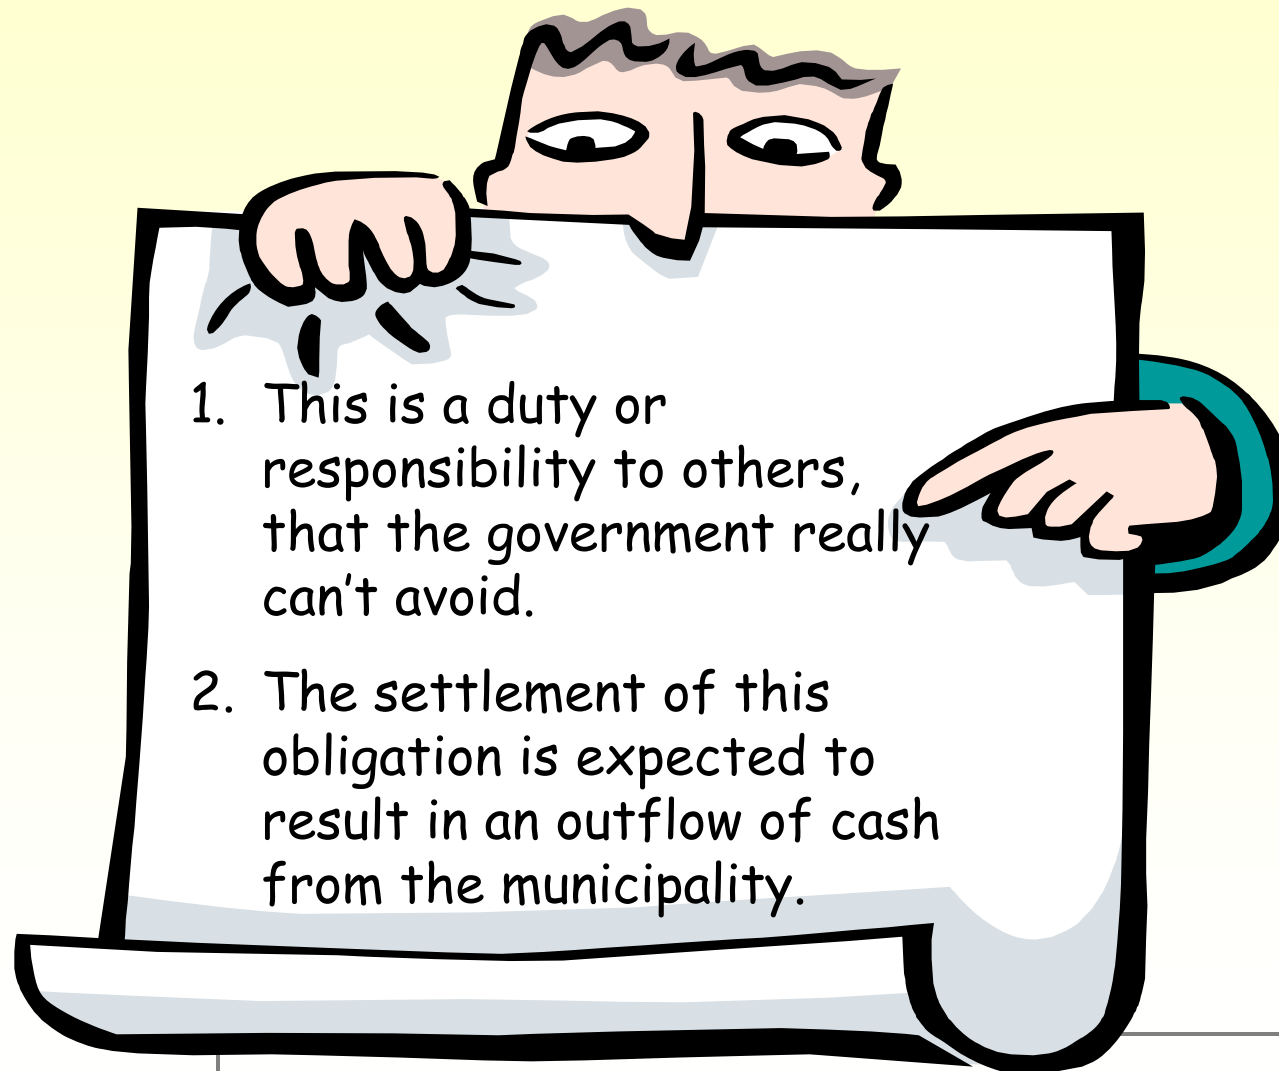 1. This is a duty or
responsibility to others,
that the government really
can't avoid.
2. The settlement of this
obligation is expected to
result in an outflow of cash
from the municipality.